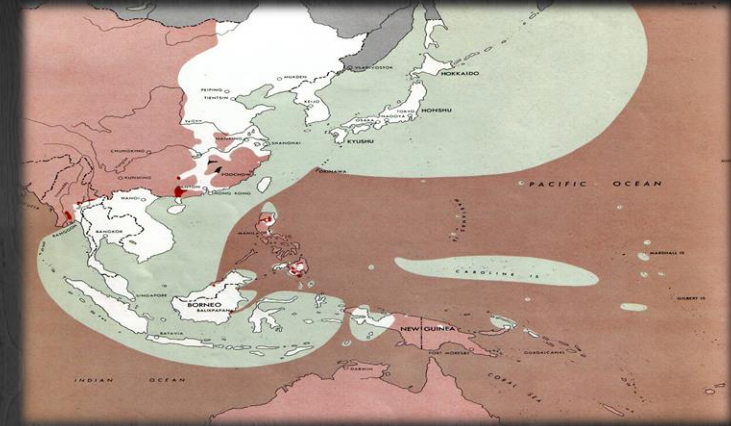 VLADIVOSTOK
HOKKAIDO
MUKDEN
PEIPING
TIENTSIN
KEIJO
HONSHU
TOKYO
NAGOYA
OSAKA
KYUSHU
NANKING
SHANGHAI
CHUNGKING
KUNMING
FOOCHOW
OKINAWA
CANTON
HONG KONG
HANOI
PACIFIC OCEAN
RANGOON
BANGKOK
MANILA
MARSHALL IS
CAROLINE IS
SINGAPORE
BORNEO
BALIKPAPAN
GILBERT IS
BATAVIA
NEW GUINEA
PORT MORESBY
GUADALCANAL
DARWIN
INDIAN OCEAN
CORAL SEA